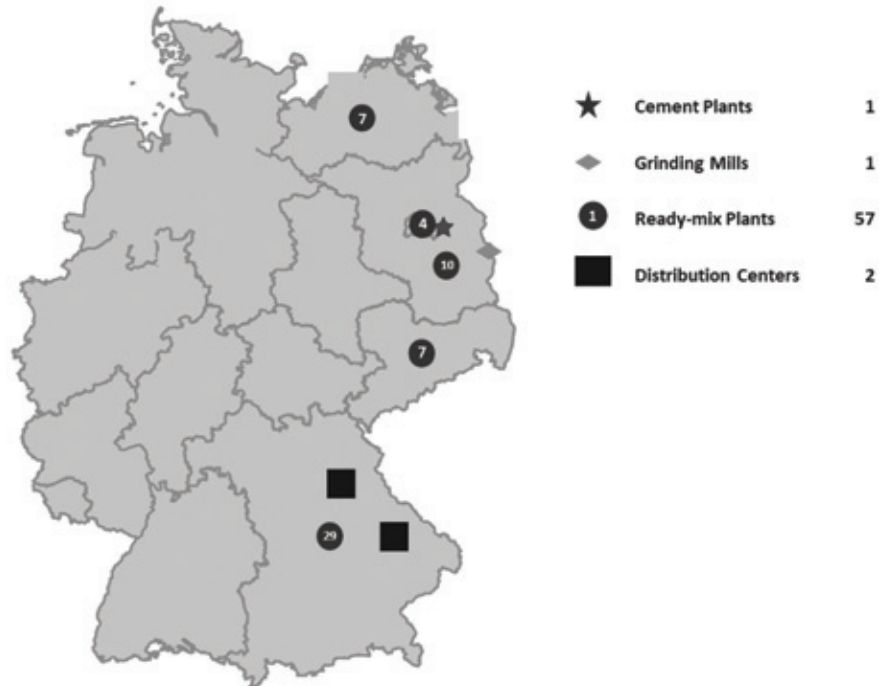 7
4
10
7
29
Cement Plants 1
Grinding Mills 1
1 Ready-mix Plants 57
Distribution Centers 2